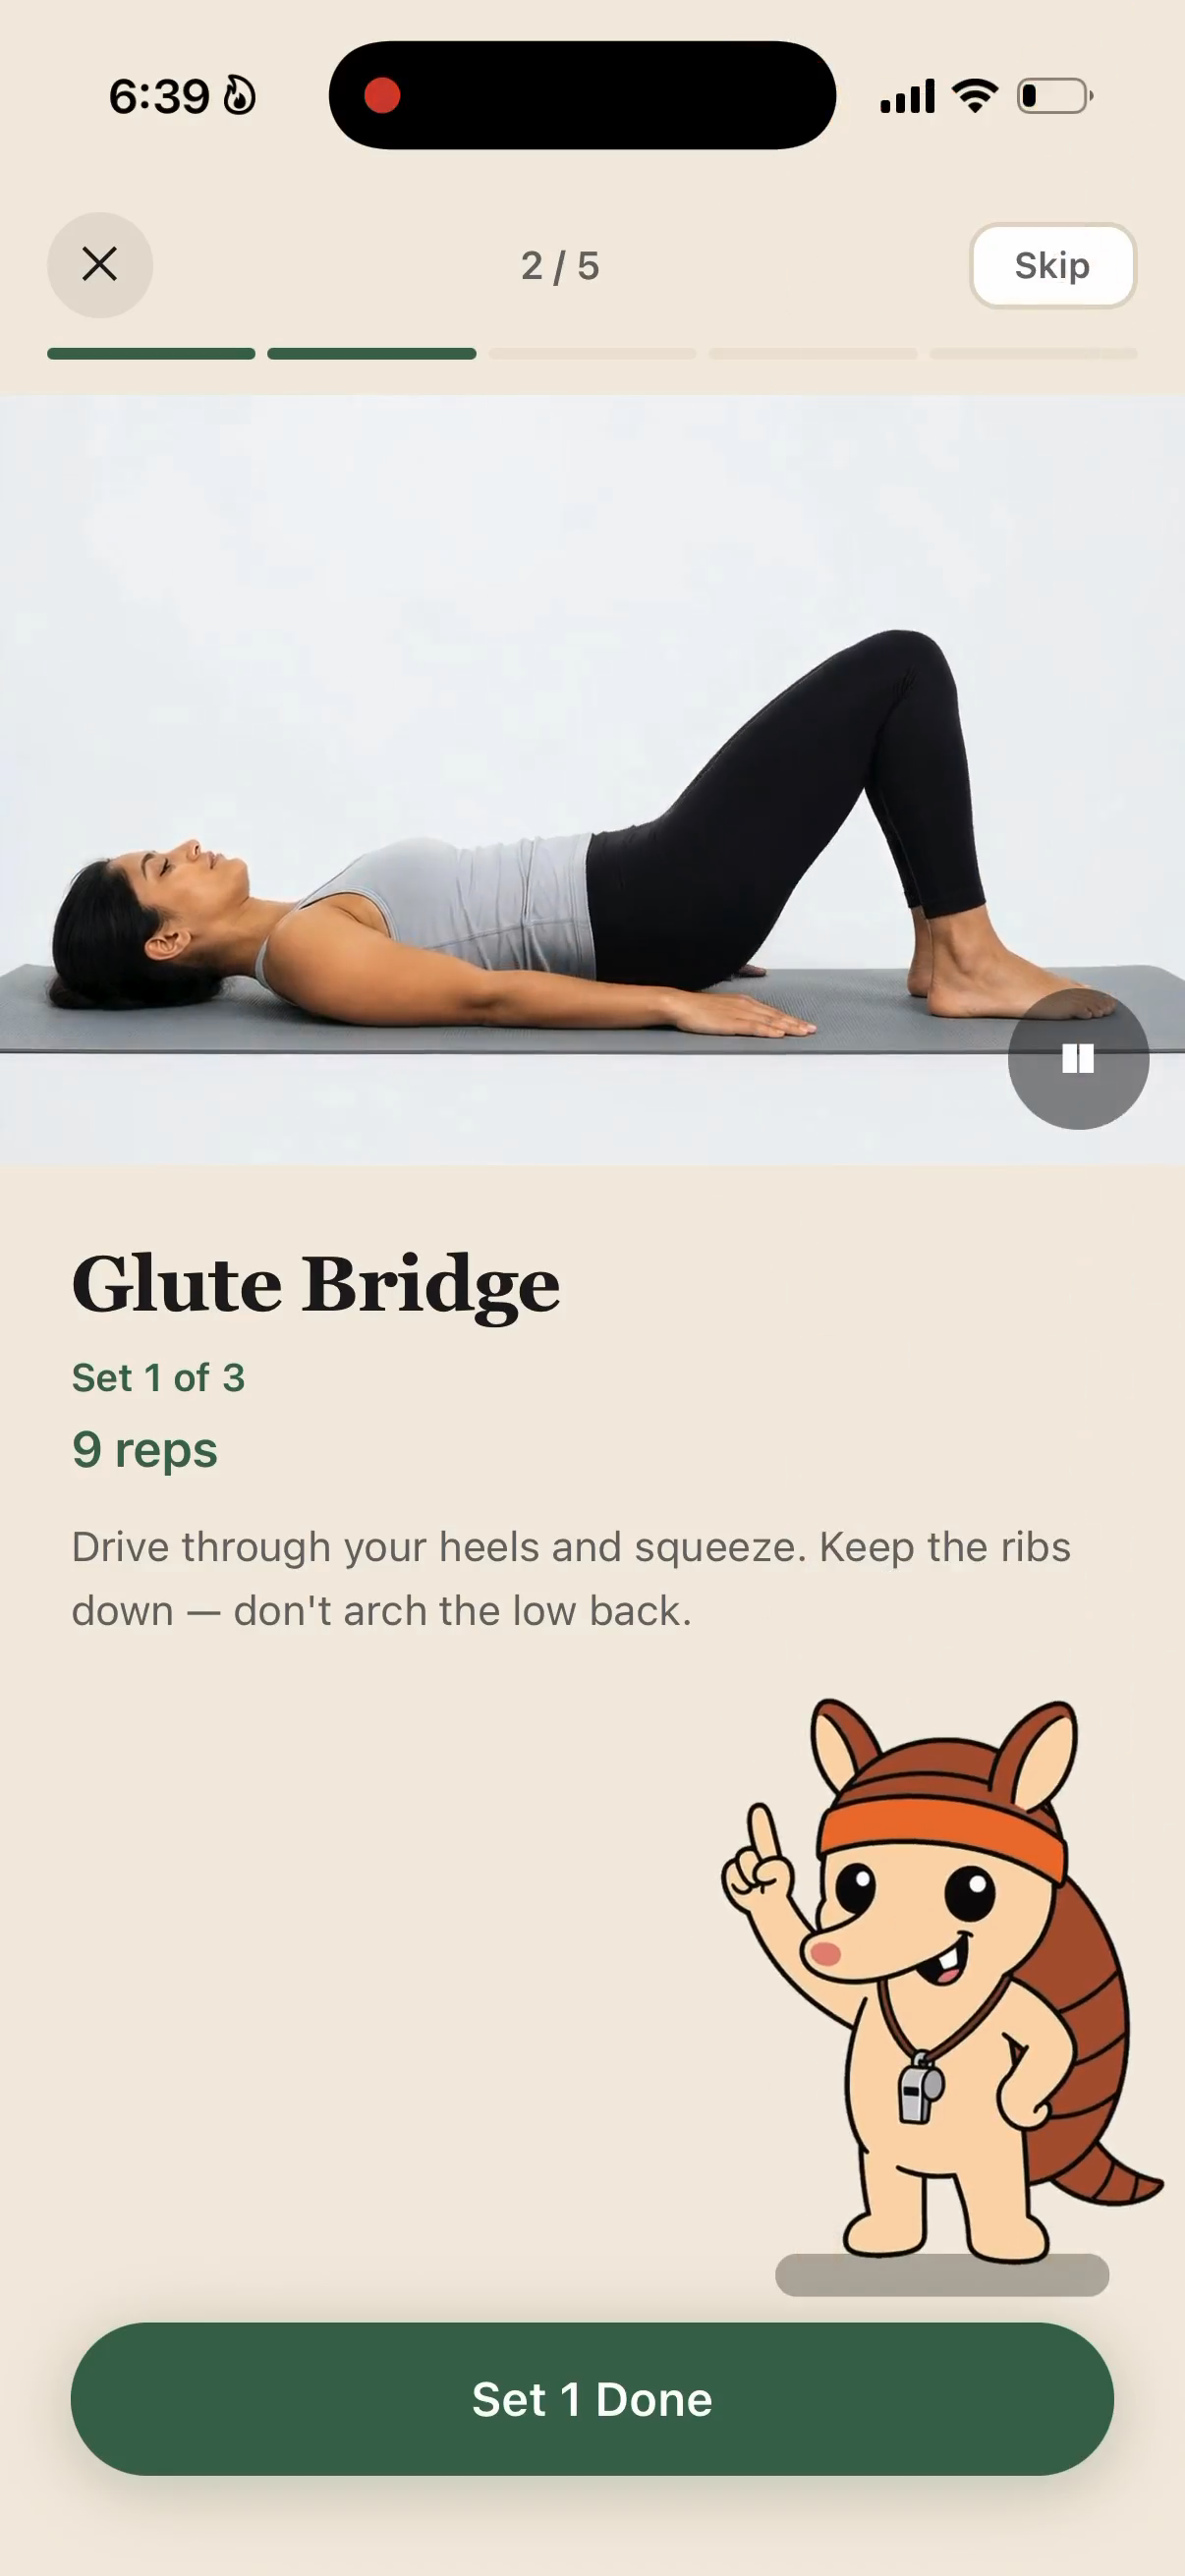 6:39
2 / 5
Skip
Glute Bridge
Set 1 of 3
9 reps
Drive through your heels and squeeze. Keep the ribs
down — don't arch the low back.
Set 1 Done